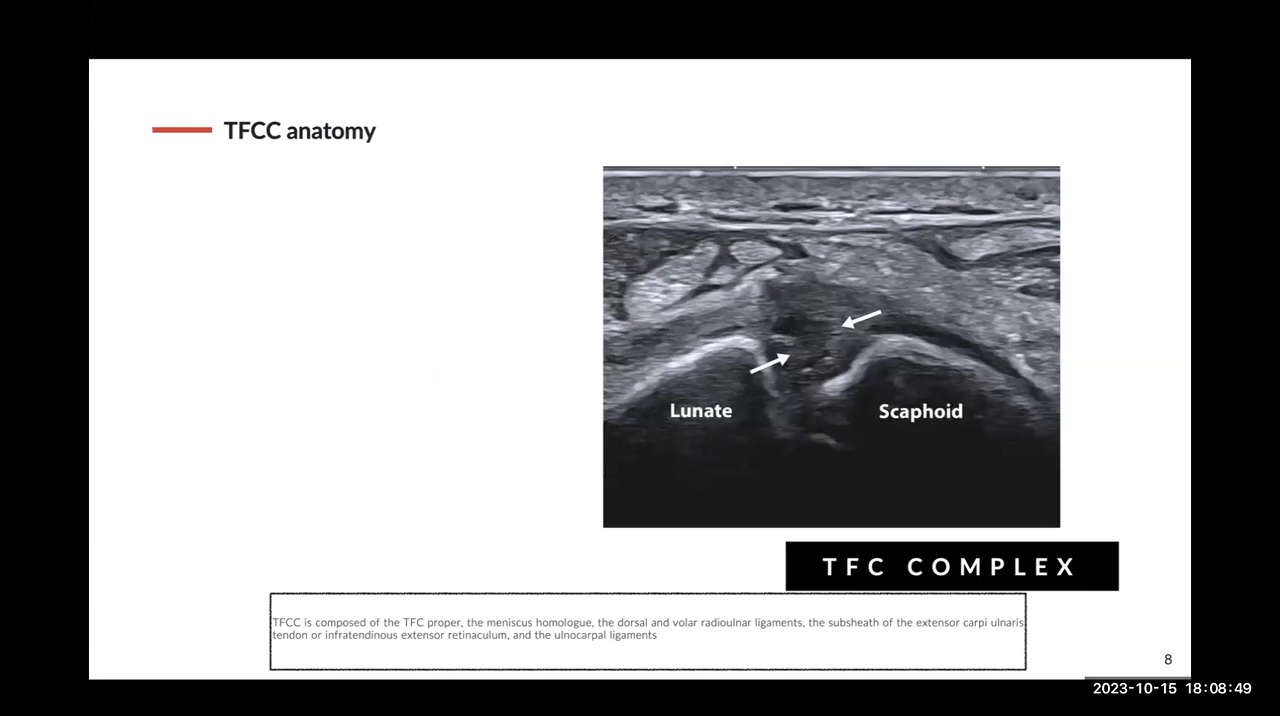 TFCC anatomy
Lunate
Scaphoid
TFC COMPLEX
TFCC is composed of the TFC proper, the meniscus homologue, the dorsal and volar radioulnar ligaments, the subsheath of the extensor carpi ulnaris
tendon or infratendinous extensor retinaculum, and the ulnocarpal ligaments
8
2023-10-15 18:08:49